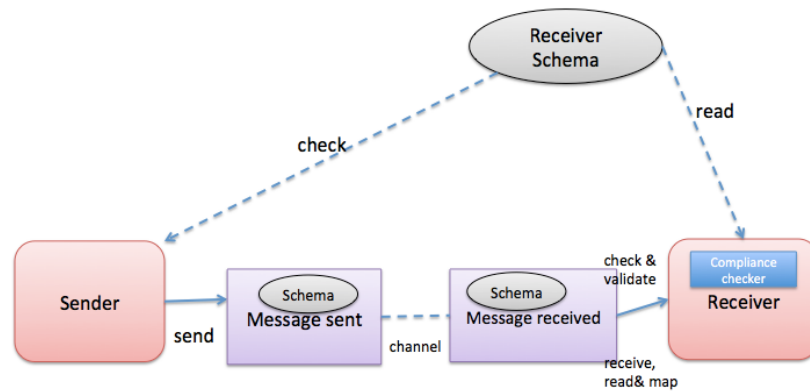 Receiver
Schema
check
read
Sender
send
Schema
Message sent
channel
Schema
Message received
check &
validate
receive,
read& map
Compliance
checker
Receiver